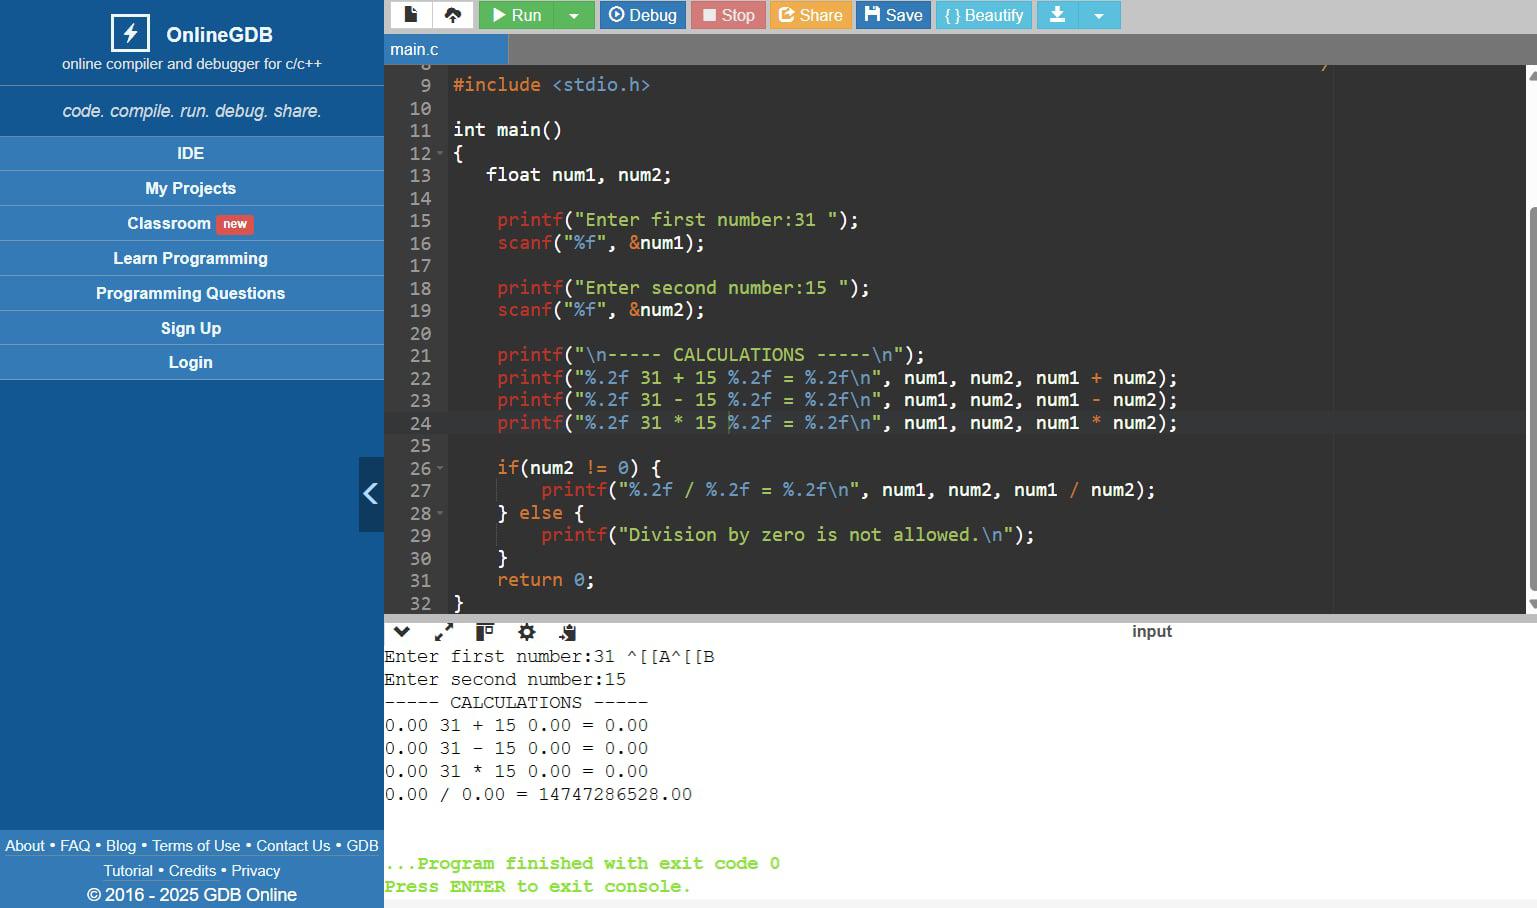 OnlineGDB
online compiler and debugger for c/c++
code. compile. run. debug. share.
IDE
My Projects
Classroom new
Learn Programming
Programming Questions
Sign Up
Login
About • FAQ • Blog • Terms of Use • Contact Us • GDB
Tutorial • Credits • Privacy
© 2016 - 2025 GDB Online
Run Debug Stop Share Save { } Beautify
main.c
8 /
9 #include <stdio.h>
10
11 int main()
12 {
13    float num1, num2;
14
15     printf("Enter first number:31 ");
16     scanf("%f", &num1);
17
18     printf("Enter second number:15 ");
19     scanf("%f", &num2);
20
21     printf("\n----- CALCULATIONS -----\n");
22     printf("%.2f 31 + 15 %.2f = %.2f\n", num1, num2, num1 + num2);
23     printf("%.2f 31 - 15 %.2f = %.2f\n", num1, num2, num1 - num2);
24     printf("%.2f 31 * 15 %.2f = %.2f\n", num1, num2, num1 * num2);
25
26     if(num2 != 0) {
27         printf("%.2f / %.2f = %.2f\n", num1, num2, num1 / num2);
28     } else {
29         printf("Division by zero is not allowed.\n");
30     }
31     return 0;
32 }
input
Enter first number:31 ^[[A^[[B
Enter second number:15
----- CALCULATIONS -----
0.00 31 + 15 0.00 = 0.00
0.00 31 - 15 0.00 = 0.00
0.00 31 * 15 0.00 = 0.00
0.00 / 0.00 = 14747286528.00
...Program finished with exit code 0
Press ENTER to exit console.